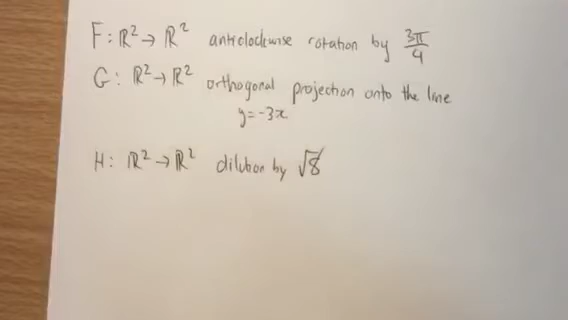 F: ℝ² → ℝ² anticlockwise rotation by 3π/4
G: ℝ² → ℝ² orthogonal projection onto the line
y=-3x
H: ℝ² → ℝ² dilution by √8